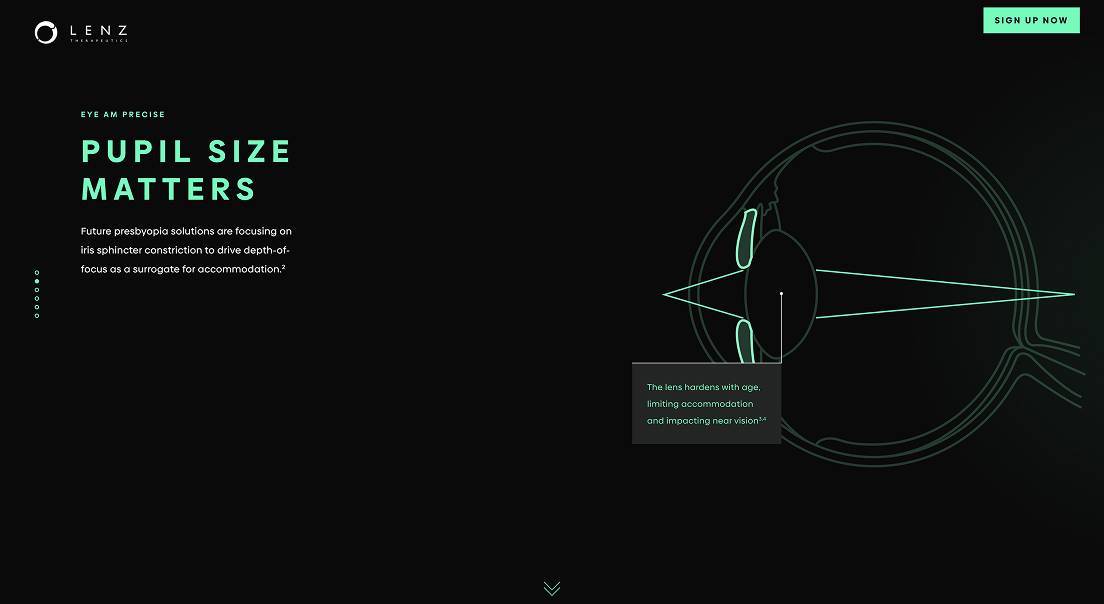 LENZ
THERAPEUTICS
SIGN UP NOW
EYE AM PRECISE
PUPIL SIZE
MATTERS
Future presbyopia solutions are focusing on
iris sphincter constriction to drive depth-of-
focus as a surrogate for accommodation.²
The lens hardens with age,
limiting accommodation
and impacting near vision³,⁴